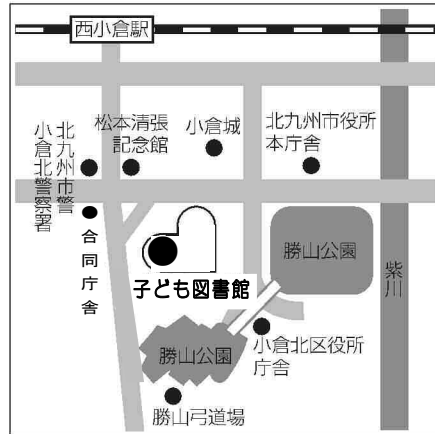 西小倉駅
松本清張
記念館
小倉城
北九州市役所
本庁舎
北九州市警
小倉北警察署
合同庁舎
子ども図書館
勝山公園
紫川
勝山公園
小倉北区役所
庁舎
勝山弓道場